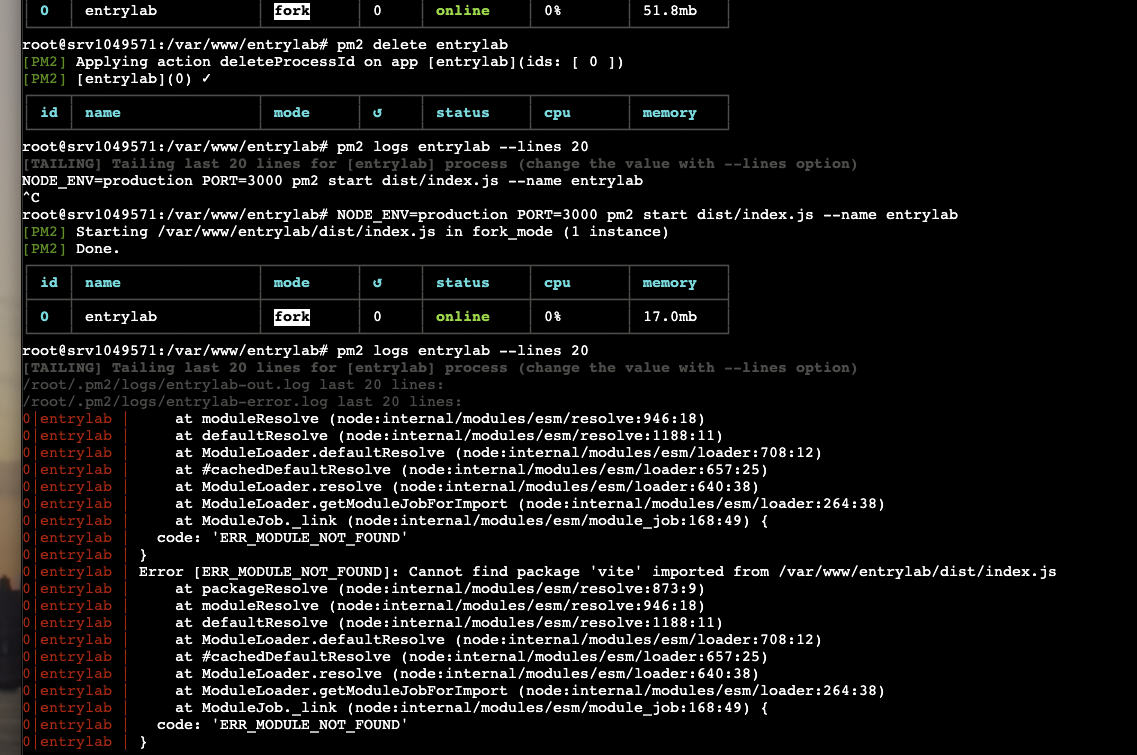 0 │ entrylab │ fork │ 0 │ online │ 0% │ 51.8mb
root@srv1049571:/var/www/entrylab# pm2 delete entrylab
[PM2] Applying action deleteProcessId on app [entrylab](ids: [ 0 ])
[PM2] [entrylab](0) ✓
id │ name │ mode │ ↺ │ status │ cpu │ memory
root@srv1049571:/var/www/entrylab# pm2 logs entrylab --lines 20
[TAILING] Tailing last 20 lines for [entrylab] process (change the value with --lines option)
NODE_ENV=production PORT=3000 pm2 start dist/index.js --name entrylab
^C
root@srv1049571:/var/www/entrylab# NODE_ENV=production PORT=3000 pm2 start dist/index.js --name entrylab
[PM2] Starting /var/www/entrylab/dist/index.js in fork_mode (1 instance)
[PM2] Done.
id │ name │ mode │ ↺ │ status │ cpu │ memory
0 │ entrylab │ fork │ 0 │ online │ 0% │ 17.0mb
root@srv1049571:/var/www/entrylab# pm2 logs entrylab --lines 20
[TAILING] Tailing last 20 lines for [entrylab] process (change the value with --lines option)
/root/.pm2/logs/entrylab-out.log last 20 lines:
/root/.pm2/logs/entrylab-error.log last 20 lines:
0|entrylab |     at moduleResolve (node:internal/modules/esm/resolve:946:18)
0|entrylab |     at defaultResolve (node:internal/modules/esm/resolve:1188:11)
0|entrylab |     at ModuleLoader.defaultResolve (node:internal/modules/esm/loader:708:12)
0|entrylab |     at #cachedDefaultResolve (node:internal/modules/esm/loader:657:25)
0|entrylab |     at ModuleLoader.resolve (node:internal/modules/esm/loader:640:38)
0|entrylab |     at ModuleLoader.getModuleJobForImport (node:internal/modules/esm/loader:264:38)
0|entrylab |     at ModuleJob._link (node:internal/modules/esm/module_job:168:49) {
0|entrylab |   code: 'ERR_MODULE_NOT_FOUND'
0|entrylab | }
0|entrylab | Error [ERR_MODULE_NOT_FOUND]: Cannot find package 'vite' imported from /var/www/entrylab/dist/index.js
0|entrylab |     at packageResolve (node:internal/modules/esm/resolve:873:9)
0|entrylab |     at moduleResolve (node:internal/modules/esm/resolve:946:18)
0|entrylab |     at defaultResolve (node:internal/modules/esm/resolve:1188:11)
0|entrylab |     at ModuleLoader.defaultResolve (node:internal/modules/esm/loader:708:12)
0|entrylab |     at #cachedDefaultResolve (node:internal/modules/esm/loader:657:25)
0|entrylab |     at ModuleLoader.resolve (node:internal/modules/esm/loader:640:38)
0|entrylab |     at ModuleLoader.getModuleJobForImport (node:internal/modules/esm/loader:264:38)
0|entrylab |     at ModuleJob._link (node:internal/modules/esm/module_job:168:49) {
0|entrylab |   code: 'ERR_MODULE_NOT_FOUND'
0|entrylab | }